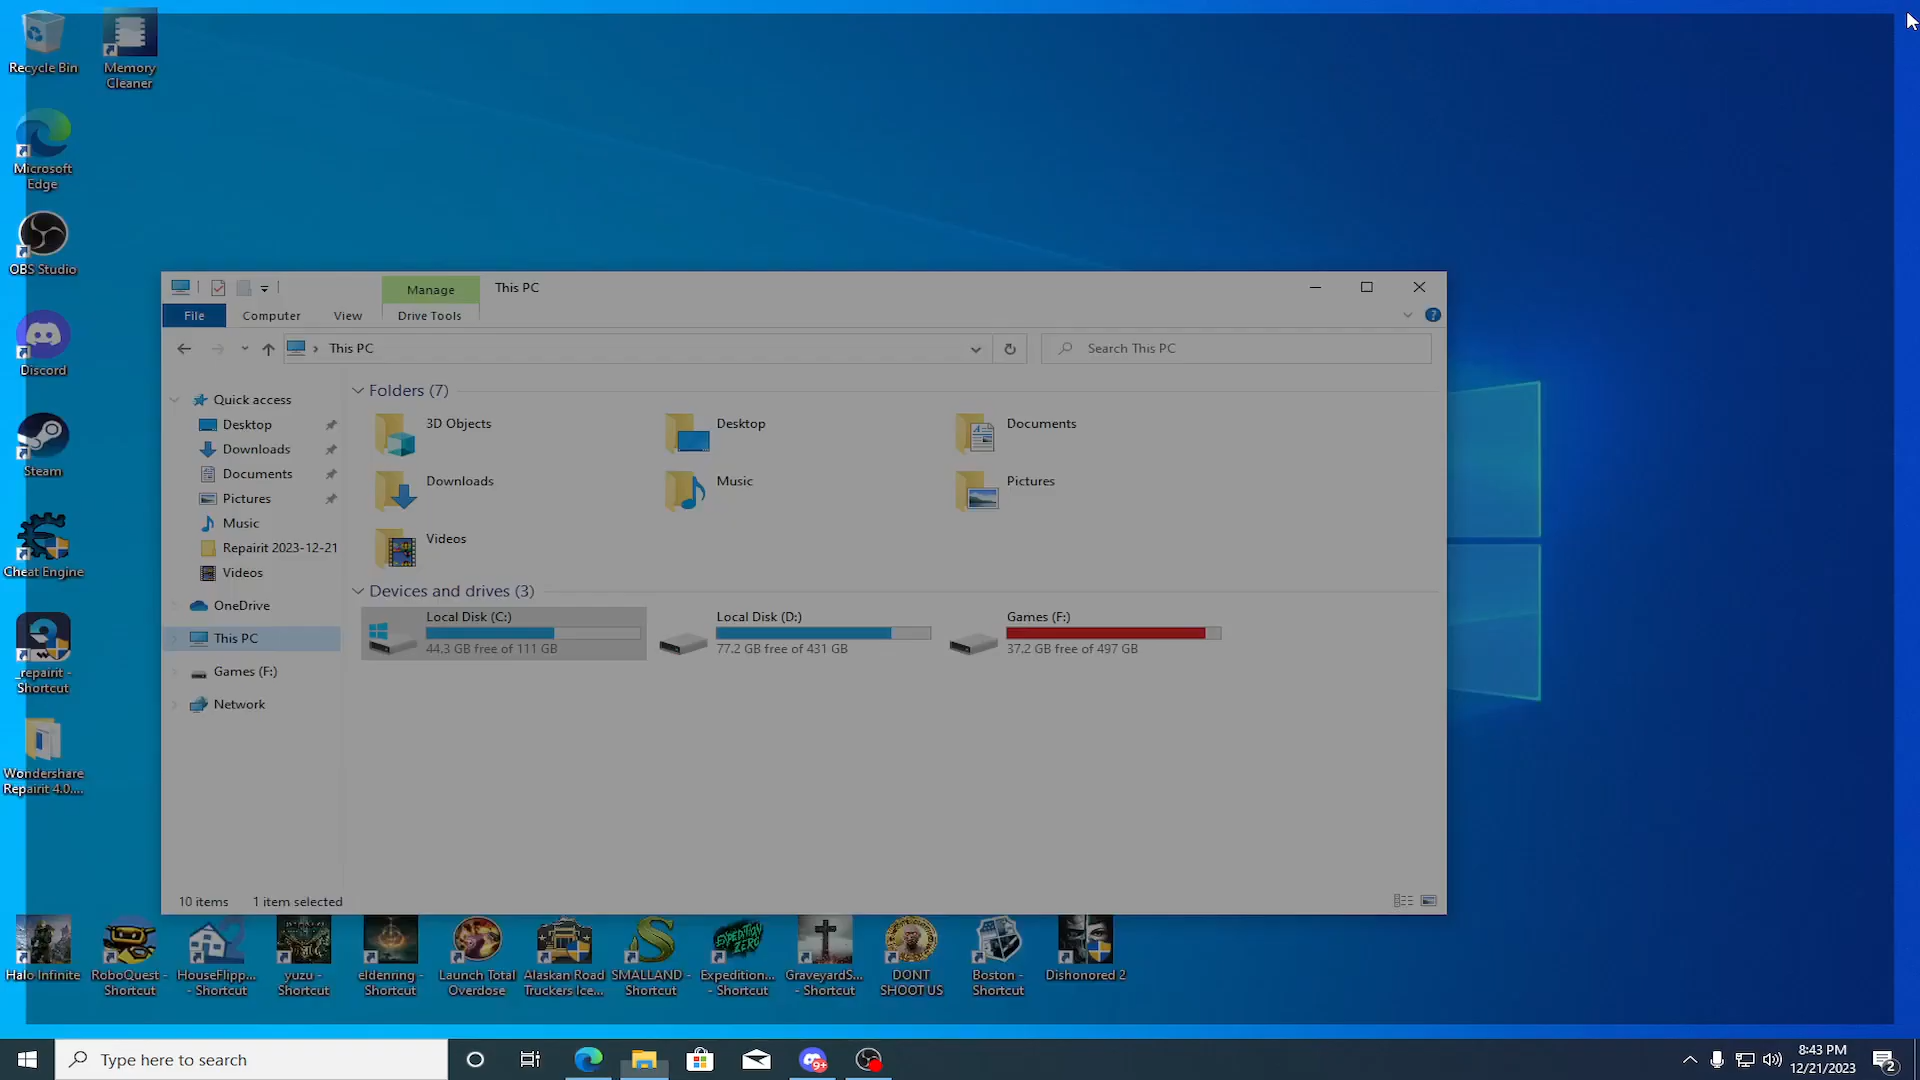 Recycle Bin
Memory
Cleaner
Microsoft
Edge
OBS Studio
Discord
Steam
Cheat Engine
_repairit -
Shortcut
Wondershare
Repairit 4.0....
Manage
This PC
File
Computer
View
Drive Tools
This PC
Search This PC
Quick access
Desktop
Downloads
Documents
Pictures
Music
Repairit 2023-12-21
Videos
OneDrive
This PC
Games (F:)
Network
Folders (7)
3D Objects
Desktop
Documents
Downloads
Music
Pictures
Videos
Devices and drives (3)
Local Disk (C:)
44.3 GB free of 111 GB
Local Disk (D:)
77.2 GB free of 431 GB
Games (F:)
37.2 GB free of 497 GB
10 items
1 item selected
Halo Infinite
RoboQuest -
Shortcut
HouseFlipp...
- Shortcut
yuzu -
Shortcut
eldenring -
Shortcut
Launch Total
Overdose
Alaskan Road
Truckers Ice...
SMALLAND -
Shortcut
EXPEDITION
ZERO
Expedition...
- Shortcut
GraveyardS...
- Shortcut
DONT
SHOOT US
Boston -
Shortcut
Dishonored 2
Type here to search
9+
8:43 PM
12/21/2023
2